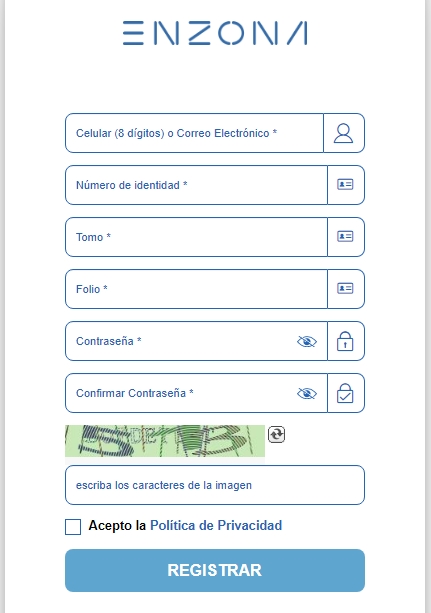 ENZONA
Celular (8 dígitos) o Correo Electrónico *
Número de identidad *
Tomo *
Folio *
Contraseña *
Confirmar Contraseña *
escriba los caracteres de la imagen
Acepto la Política de Privacidad
REGISTRAR